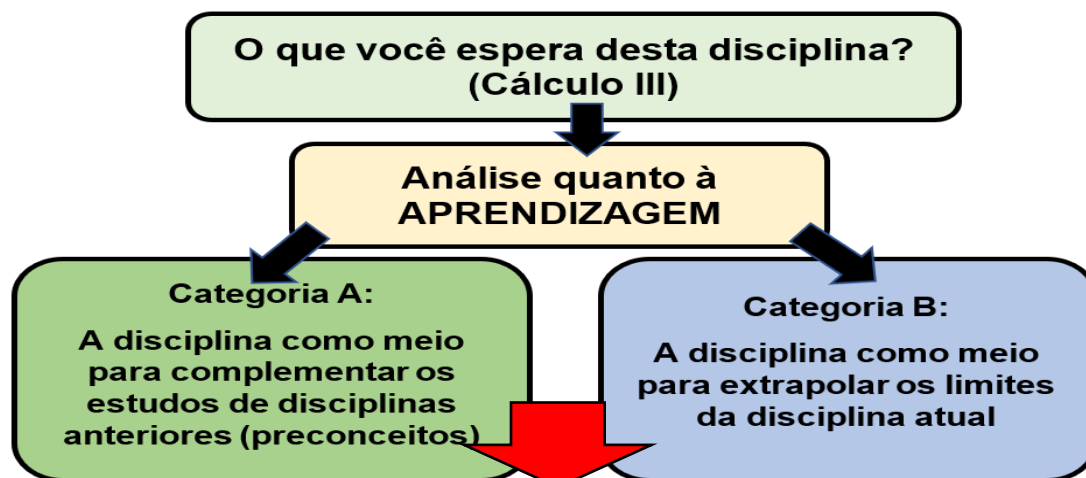 O que você espera desta disciplina?
(Cálculo III)
Análise quanto à
APRENDIZAGEM
Categoria A:
A disciplina como meio
para complementar os
estudos de disciplinas
anteriores (preconceitos)
Categoria B:
A disciplina como meio
para extrapolar os limites
da disciplina atual